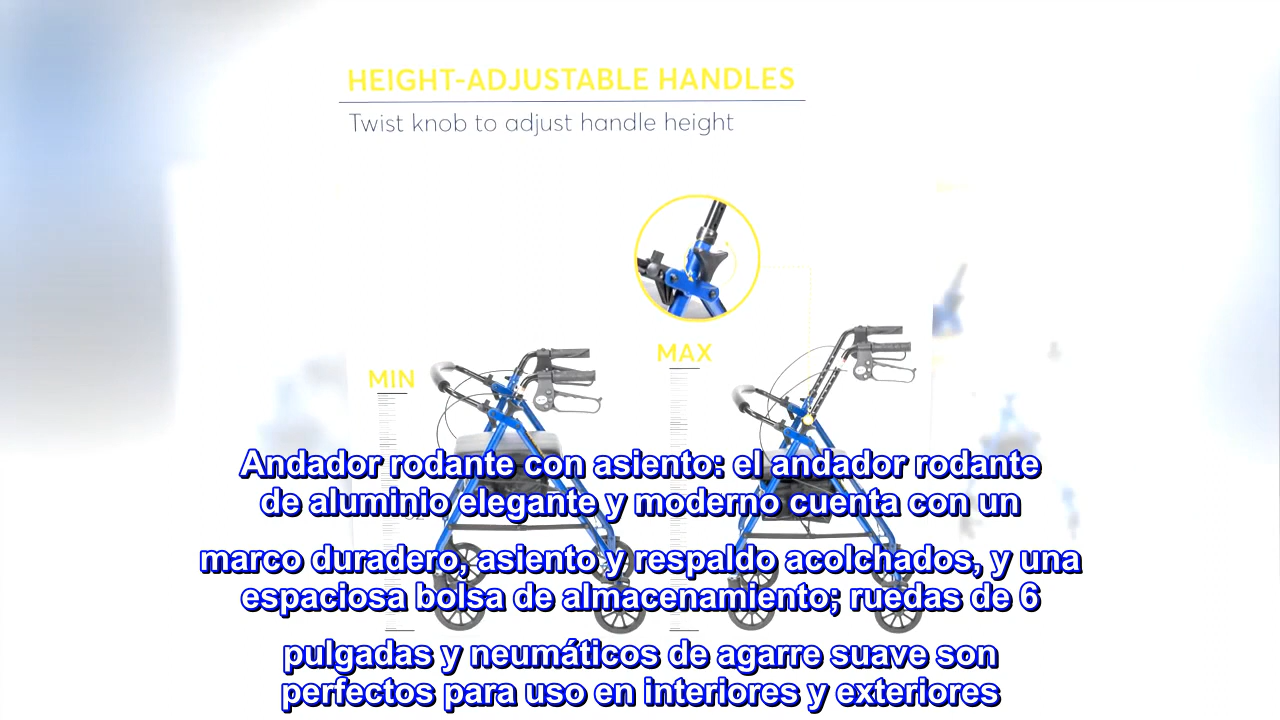 HEIGHT-ADJUSTABLE HANDLES
Twist knob to adjust handle height
MAX
MIN
Andador rodante con asiento: el andador rodante
de aluminio elegante y moderno cuenta con un
marco duradero, asiento y respaldo acolchados, y una
espaciosa bolsa de almacenamiento; ruedas de 6
pulgadas y neumáticos de agarre suave son
perfectos para uso en interiores y exteriores